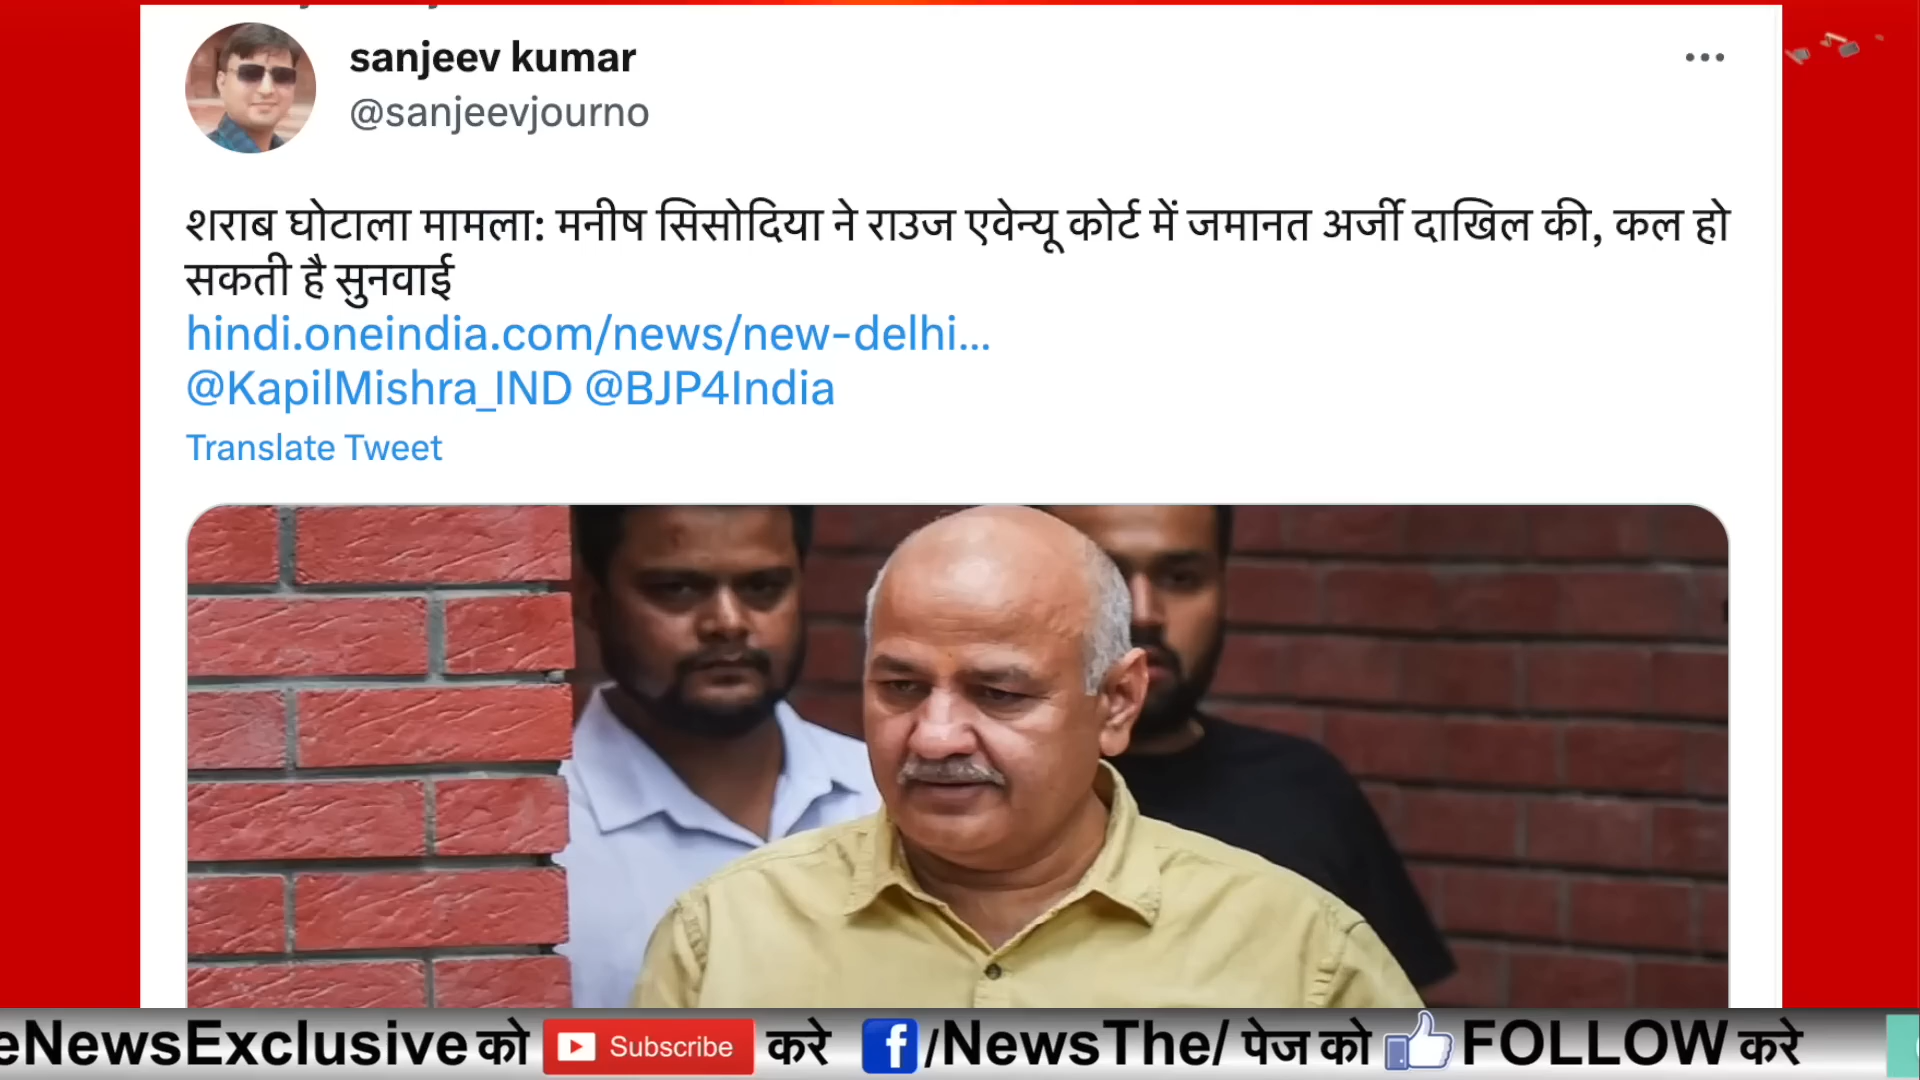 sanjeev kumar
@sanjeevjourno
शराब घोटाला मामला: मनीष सिसोदिया ने राउज एवेन्यू कोर्ट में जमानत अर्जी दाखिल की, कल हो
सकती है सुनवाई
hindi.oneindia.com/news/new-delhi...
@KapilMishra_IND @BJP4India
Translate Tweet
eNewsExclusive को Subscribe करे f/NewsThe/ पेज को FOLLOW करे